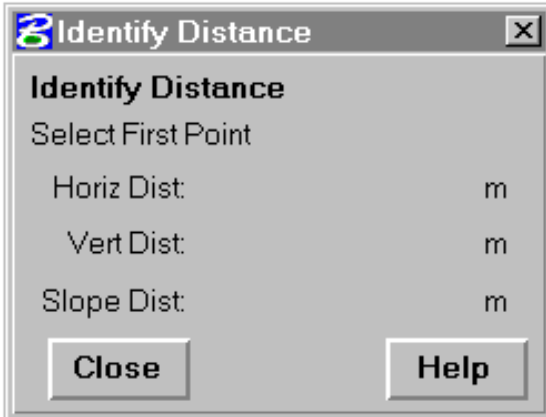 Identify Distance
Identify Distance
Select First Point
Horiz Dist: m
Vert Dist: m
Slope Dist: m
Close Help